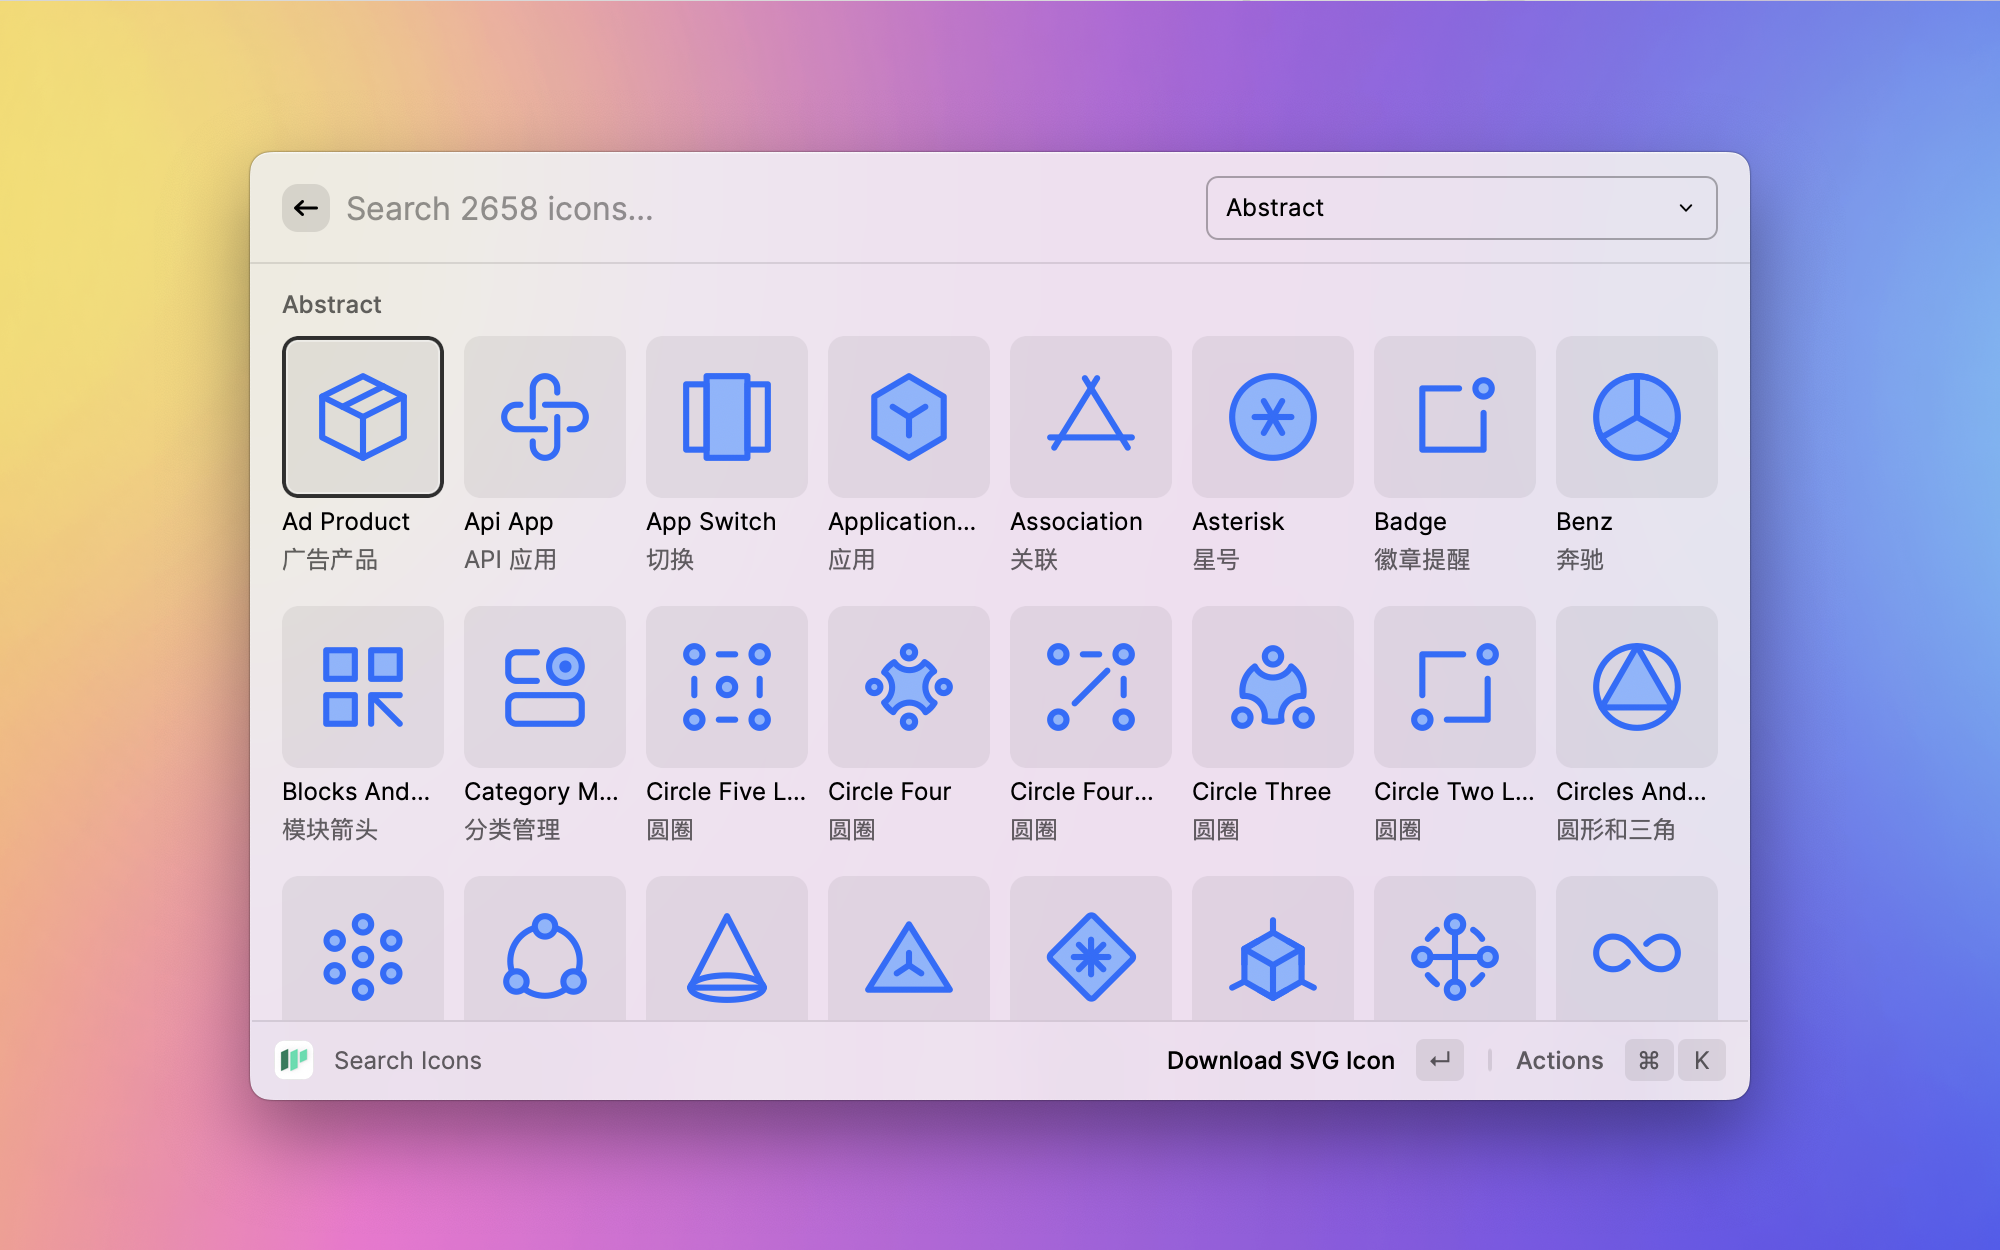 Search 2658 icons...
Abstract
Abstract
Ad Product
Api App
App Switch
Application...
Association
Asterisk
Badge
Benz
广告产品
API 应用
切换
应用
关联
星号
徽章提醒
奔驰
Blocks And...
Category M...
Circle Five L...
Circle Four
Circle Four...
Circle Three
Circle Two L...
Circles And...
模块箭头
分类管理
圆圈
圆圈
圆圈
圆圈
圆圈
圆形和三角
Search Icons
Download SVG Icon
Actions
⌘ K